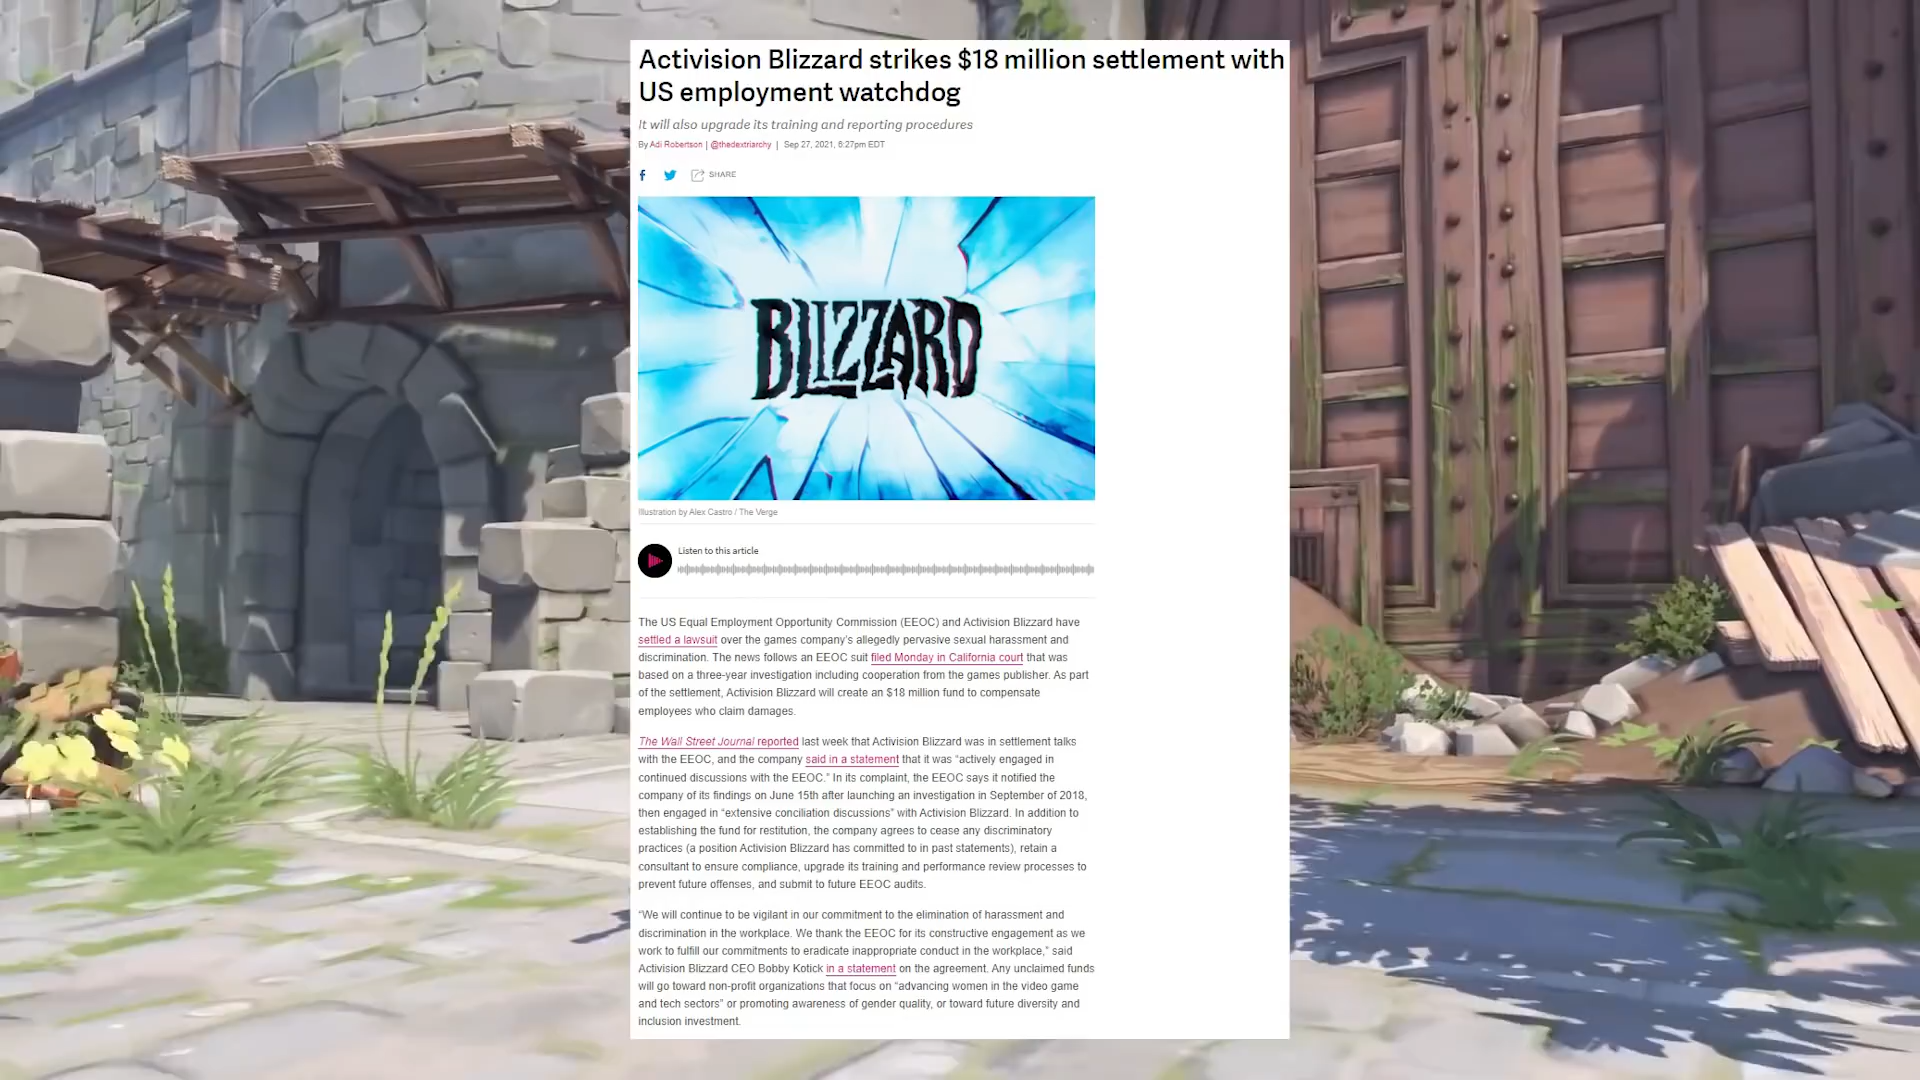 Activision Blizzard strikes $18 million settlement with
US employment watchdog
It will also upgrade its training and reporting procedures
By Adi Robertson | @thedextriarchy | Sep 27, 2021, 6:27pm EDT
SHARE
BLIZZARD
Illustration by Alex Castro / The Verge
Listen to this article
The US Equal Employment Opportunity Commission (EEOC) and Activision Blizzard have
settled a lawsuit over the games company's allegedly pervasive sexual harassment and
discrimination. The news follows an EEOC suit filed Monday in California court that was
based on a three-year investigation including cooperation from the games publisher. As part
of the settlement, Activision Blizzard will create an $18 million fund to compensate
employees who claim damages.
The Wall Street Journal reported last week that Activision Blizzard was in settlement talks
with the EEOC, and the company said in a statement that it was “actively engaged in
continued discussions with the EEOC.” In its complaint, the EEOC says it notified the
company of its findings on June 15th after launching an investigation in September of 2018,
then engaged in “extensive conciliation discussions” with Activision Blizzard. In addition to
establishing the fund for restitution, the company agrees to cease any discriminatory
practices (a position Activision Blizzard has committed to in past statements), retain a
consultant to ensure compliance, upgrade its training and performance review processes to
prevent future offenses, and submit to future EEOC audits.
“We will continue to be vigilant in our commitment to the elimination of harassment and
discrimination in the workplace. We thank the EEOC for its constructive engagement as we
work to fulfill our commitments to eradicate inappropriate conduct in the workplace,” said
Activision Blizzard CEO Bobby Kotick in a statement on the agreement. Any unclaimed funds
will go toward non-profit organizations that focus on “advancing women in the video game
and tech sectors” or promoting awareness of gender quality, or toward future diversity and
inclusion investment.